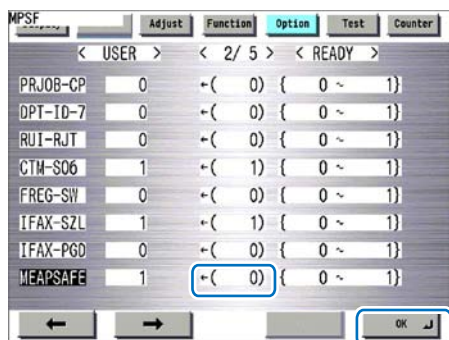 MPSF
Adjust Function Option Test Counter
< USER > < 2/ 5 > < READY >
PRJOB-CP 0 ←( 0) { 0 ~ 1}
DPT-ID-7 0 ←( 0) { 0 ~ 1}
RUI-RJT 0 ←( 0) { 0 ~ 1}
CTM-S06 1 ←( 1) { 0 ~ 1}
FREG-SW 0 ←( 0) { 0 ~ 1}
IFAX-SZL 1 ←( 1) { 0 ~ 1}
IFAX-PGD 0 ←( 0) { 0 ~ 1}
MEAPSAFE 1 ←( 0) { 0 ~ 1}
← → OK ↵